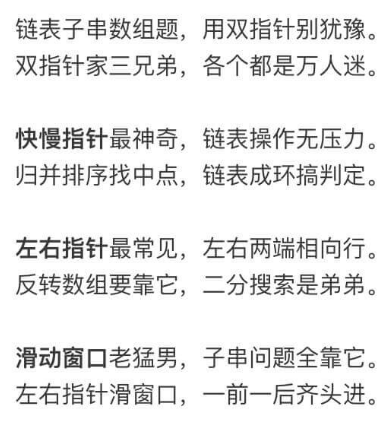 链表子串数组题，用双指针别犹豫。
双指针家三兄弟，各个都是万人迷。
快慢指针最神奇，链表操作无压力。
归并排序找中点，链表成环搞判定。
左右指针最常见，左右两端相向行。
反转数组要靠它，二分搜索是弟弟。
滑动窗口老猛男，子串问题全靠它。
左右指针滑窗口，一前一后齐头进。